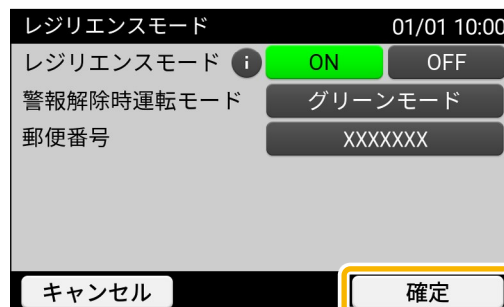 レジリエンスモード 01/01 10:00
レジリエンスモード i ON OFF
警報解除時運転モード グリーンモード
郵便番号 XXXXXXX
キャンセル 確定